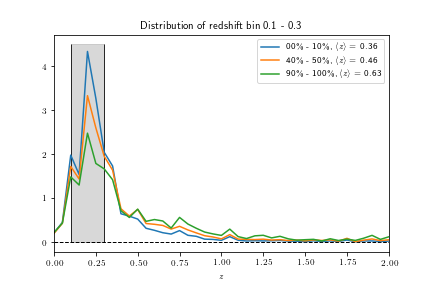 Distribution of redshift bin 0.1 - 0.3
00% - 10%, ⟨z⟩ = 0.36
40% - 50%, ⟨z⟩ = 0.46
90% - 100%, ⟨z⟩ = 0.63
4
3
2
1
0
0.00 0.25 0.50 0.75 1.00 1.25 1.50 1.75 2.00
z